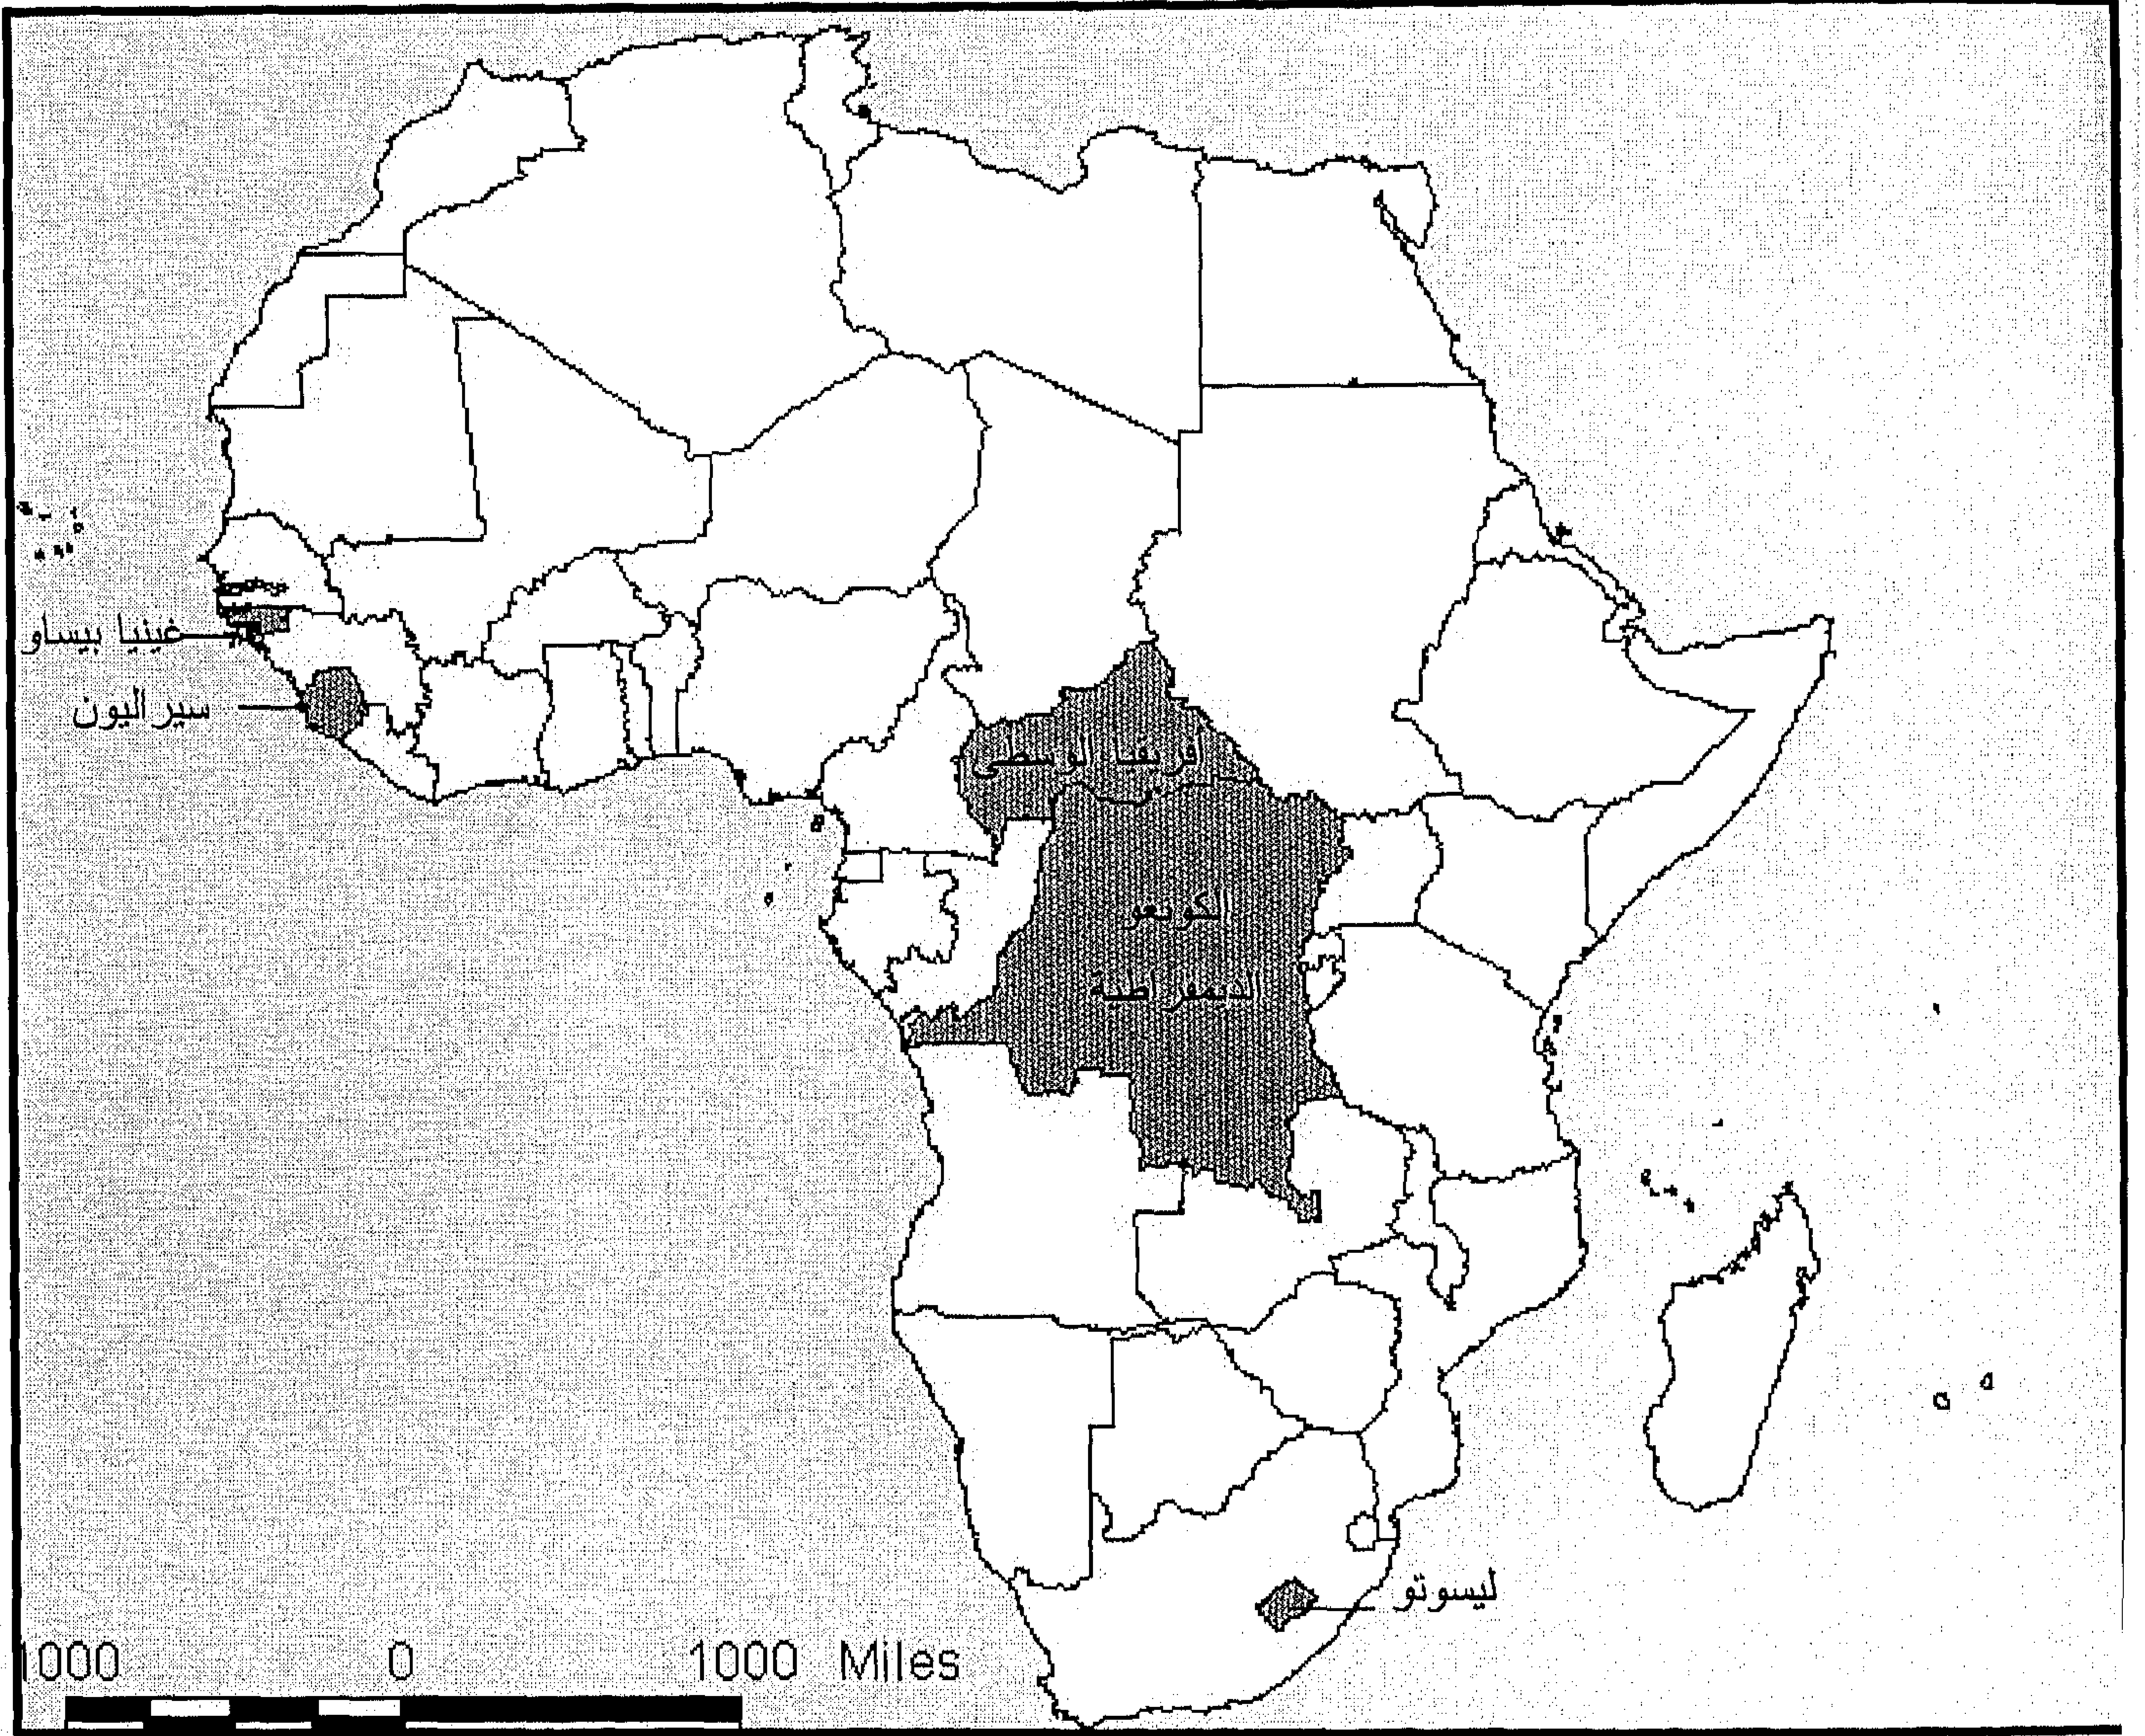 غينيا بيساو
سيراليون
أفريقيا الوسطى
الكونغو
الديمقراطية
ليسوتو
1000 0 1000 Miles